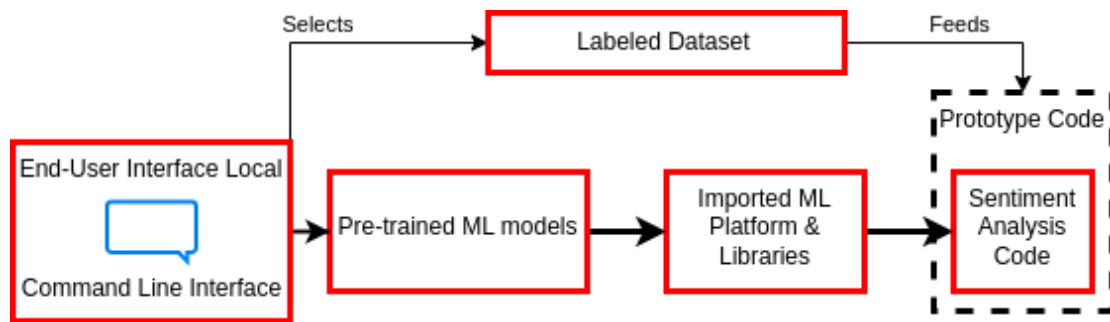 Selects
Feeds
Labeled Dataset
Prototype Code
End-User Interface Local
Command Line Interface
Pre-trained ML models
Imported ML
Platform &
Libraries
Sentiment
Analysis
Code